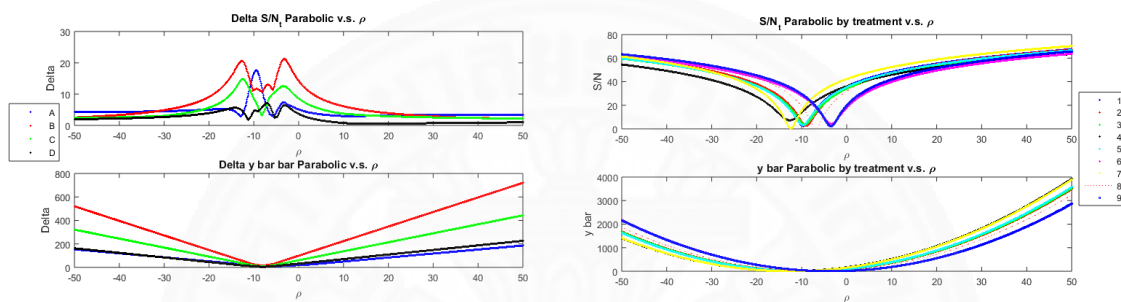 Delta S/Nt Parabolic v.s. ρ
30
20
10
0
Delta
-50 -40 -30 -20 -10 0 10 20 30 40 50
ρ
A
B
C
D
Delta y bar bar Parabolic v.s. ρ
800
600
400
200
0
Delta
-50 -40 -30 -20 -10 0 10 20 30 40 50
ρ
S/Nt Parabolic by treatment v.s. ρ
80
60
40
20
0
S/N
-50 -40 -30 -20 -10 0 10 20 30 40 50
ρ
1
2
3
4
5
6
7
8
9
y bar Parabolic by treatment v.s. ρ
4000
3000
2000
1000
0
y bar
-50 -40 -30 -20 -10 0 10 20 30 40 50
ρ